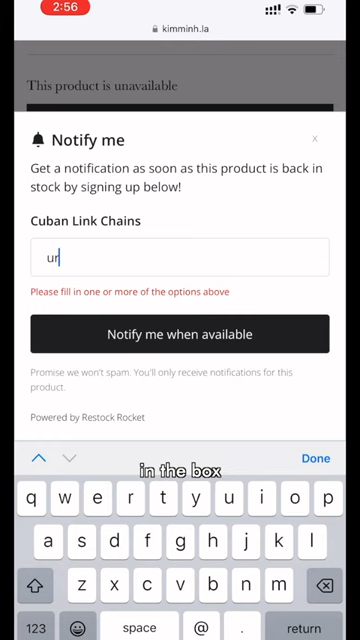 2:56
kimminh.la
This product is unavailable
Notify me
x
Get a notification as soon as this product is back in
stock by signing up below!
Cuban Link Chains
ur
Please fill in one or more of the options above
Notify me when available
Promise we won't spam. You'll only receive notifications for this
product.
Powered by Restock Rocket
in the box
Done
q w e r t y u i o p
a s d f g h j k l
z x c v b n m
123 space @ . return